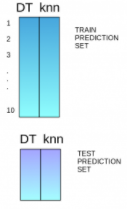 DT knn
1
2
3
.
.
.
10
TRAIN
PREDICTION
SET
DT knn
TEST
PREDICTION
SET